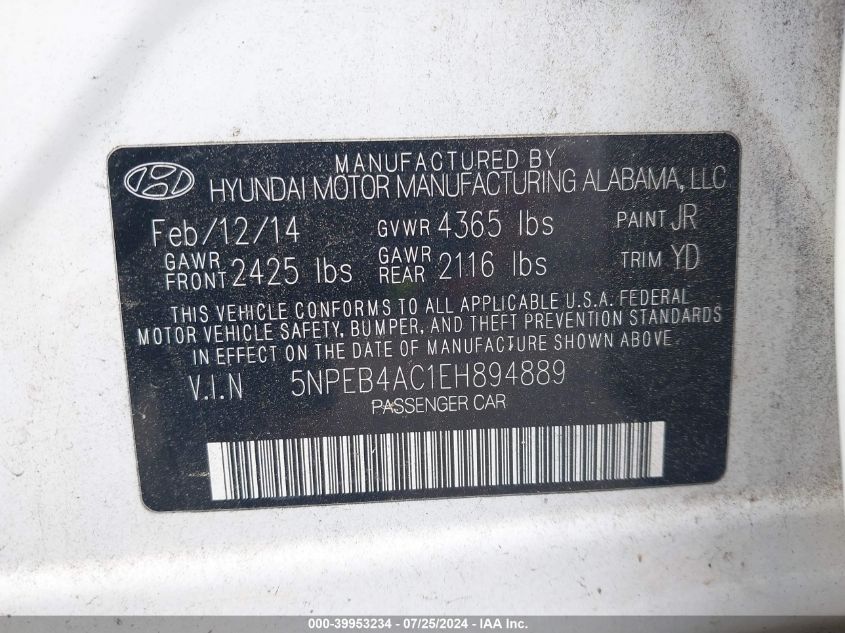 MANUFACTURED BY
HYUNDAI MOTOR MANUFACTURING ALABAMA, LLC
Feb/12/14 GVWR 4365 lbs PAINT JR
GAWR FRONT 2425 lbs GAWR REAR 2116 lbs TRIM YD
THIS VEHICLE CONFORMS TO ALL APPLICABLE U.S.A. FEDERAL
MOTOR VEHICLE SAFETY, BUMPER, AND THEFT PREVENTION STANDARDS
IN EFFECT ON THE DATE OF MANUFACTURE SHOWN ABOVE.
V.I.N 5NPEB4AC1EH894889
PASSENGER CAR
000-39953234 - 07/25/2024 - IAA Inc.